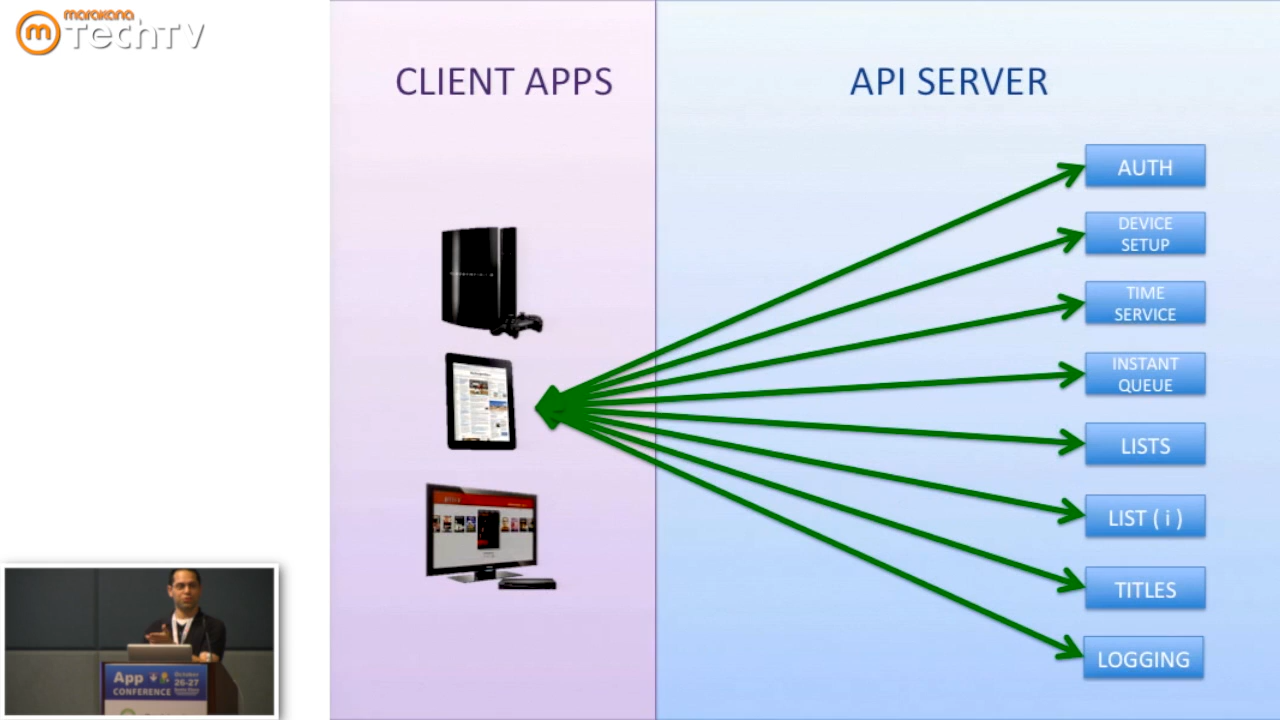 marakana
TechTV
CLIENT APPS
API SERVER
AUTH
DEVICE
SETUP
TIME
SERVICE
INSTANT
QUEUE
LISTS
LIST ( i )
TITLES
LOGGING
App
CONFERENCE
October
26-27